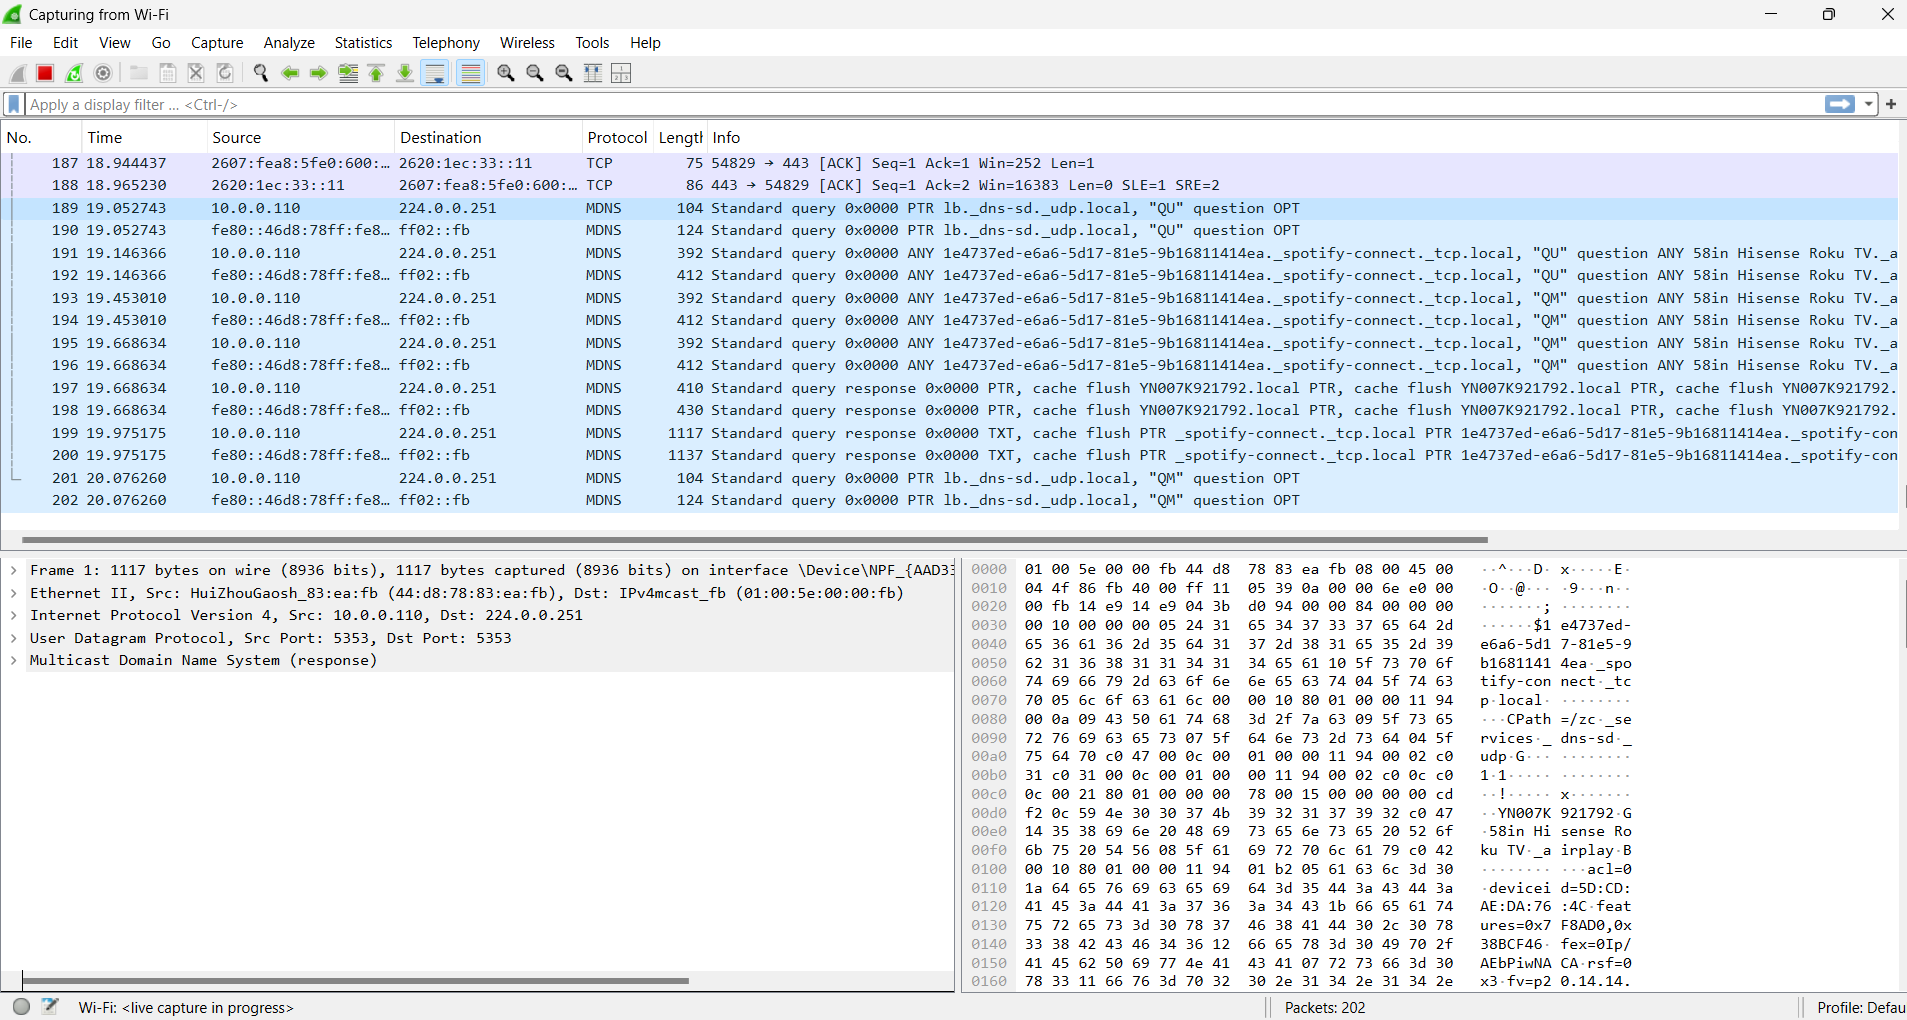 Capturing from Wi-Fi
File Edit View Go Capture Analyze Statistics Telephony Wireless Tools Help
Apply a display filter ... <Ctrl-/>
No. Time Source Destination Protocol Length Info
187 18.944437 2607:fea8:5fe0:600:… 2620:1ec:33::11 TCP 75 54829 → 443 [ACK] Seq=1 Ack=1 Win=252 Len=1
188 18.965230 2620:1ec:33::11 2607:fea8:5fe0:600:… TCP 86 443 → 54829 [ACK] Seq=1 Ack=2 Win=16383 Len=0 SLE=1 SRE=2
189 19.052743 10.0.0.110 224.0.0.251 MDNS 104 Standard query 0x0000 PTR lb._dns-sd._udp.local, "QU" question OPT
190 19.052743 fe80::46d8:78ff:fe8… ff02::fb MDNS 124 Standard query 0x0000 PTR lb._dns-sd._udp.local, "QU" question OPT
191 19.146366 10.0.0.110 224.0.0.251 MDNS 392 Standard query 0x0000 ANY 1e4737ed-e6a6-5d17-81e5-9b16811414ea._spotify-connect._tcp.local, "QU" question ANY 58in Hisense Roku TV._a
192 19.146366 fe80::46d8:78ff:fe8… ff02::fb MDNS 412 Standard query 0x0000 ANY 1e4737ed-e6a6-5d17-81e5-9b16811414ea._spotify-connect._tcp.local, "QU" question ANY 58in Hisense Roku TV._a
193 19.453010 10.0.0.110 224.0.0.251 MDNS 392 Standard query 0x0000 ANY 1e4737ed-e6a6-5d17-81e5-9b16811414ea._spotify-connect._tcp.local, "QM" question ANY 58in Hisense Roku TV._a
194 19.453010 fe80::46d8:78ff:fe8… ff02::fb MDNS 412 Standard query 0x0000 ANY 1e4737ed-e6a6-5d17-81e5-9b16811414ea._spotify-connect._tcp.local, "QM" question ANY 58in Hisense Roku TV._a
195 19.668634 10.0.0.110 224.0.0.251 MDNS 392 Standard query 0x0000 ANY 1e4737ed-e6a6-5d17-81e5-9b16811414ea._spotify-connect._tcp.local, "QM" question ANY 58in Hisense Roku TV._a
196 19.668634 fe80::46d8:78ff:fe8… ff02::fb MDNS 412 Standard query 0x0000 ANY 1e4737ed-e6a6-5d17-81e5-9b16811414ea._spotify-connect._tcp.local, "QM" question ANY 58in Hisense Roku TV._a
197 19.668634 10.0.0.110 224.0.0.251 MDNS 410 Standard query response 0x0000 PTR, cache flush YN007K921792.local PTR, cache flush YN007K921792.local PTR, cache flush YN007K921792.
198 19.668634 fe80::46d8:78ff:fe8… ff02::fb MDNS 430 Standard query response 0x0000 PTR, cache flush YN007K921792.local PTR, cache flush YN007K921792.local PTR, cache flush YN007K921792.
199 19.975175 10.0.0.110 224.0.0.251 MDNS 1117 Standard query response 0x0000 TXT, cache flush PTR _spotify-connect._tcp.local PTR 1e4737ed-e6a6-5d17-81e5-9b16811414ea._spotify-con
200 19.975175 fe80::46d8:78ff:fe8… ff02::fb MDNS 1137 Standard query response 0x0000 TXT, cache flush PTR _spotify-connect._tcp.local PTR 1e4737ed-e6a6-5d17-81e5-9b16811414ea._spotify-con
201 20.076260 10.0.0.110 224.0.0.251 MDNS 104 Standard query 0x0000 PTR lb._dns-sd._udp.local, "QM" question OPT
202 20.076260 fe80::46d8:78ff:fe8… ff02::fb MDNS 124 Standard query 0x0000 PTR lb._dns-sd._udp.local, "QM" question OPT
Frame 1: 1117 bytes on wire (8936 bits), 1117 bytes captured (8936 bits) on interface \Device\NPF_{AAD33
Ethernet II, Src: HuiZhouGaosh_83:ea:fb (44:d8:78:83:ea:fb), Dst: IPv4mcast_fb (01:00:5e:00:00:fb)
Internet Protocol Version 4, Src: 10.0.0.110, Dst: 224.0.0.251
User Datagram Protocol, Src Port: 5353, Dst Port: 5353
Multicast Domain Name System (response)
0000 01 00 5e 00 00 fb 44 d8 78 83 ea fb 08 00 45 00 ··^···D· x·····E·
0010 04 4f 86 fb 40 00 ff 11 05 39 0a 00 00 6e e0 00 ·O··@··· ·9···n··
0020 00 fb 14 e9 14 e9 04 3b d0 94 00 00 84 00 00 00 ·······; ········
0030 00 10 00 00 00 05 24 31 65 34 37 33 37 65 64 2d ······$1 e4737ed-
0040 65 36 61 36 2d 35 64 31 37 2d 38 31 65 35 2d 39 e6a6-5d1 7-81e5-9
0050 62 31 36 38 31 31 34 31 34 65 61 10 5f 73 70 6f b1681141 4ea·_spo
0060 74 69 66 79 2d 63 6f 6e 6e 65 63 74 04 5f 74 63 tify-con nect·_tc
0070 70 05 6c 6f 63 61 6c 00 00 10 80 01 00 00 11 94 p·local· ········
0080 00 0a 09 43 50 61 74 68 3d 2f 7a 63 09 5f 73 65 ···CPath =/zc·_se
0090 72 76 69 63 65 73 07 5f 64 6e 73 2d 73 64 04 5f rvices·_ dns-sd·_
00a0 75 64 70 c0 47 00 0c 00 01 00 00 11 94 00 02 c0 udp·G··· ········
00b0 31 c0 31 00 0c 00 01 00 00 11 94 00 02 c0 0c c0 1·1····· ········
00c0 0c 00 21 80 01 00 00 00 78 00 15 00 00 00 00 cd ··!····· x·······
00d0 f2 0c 59 4e 30 30 37 4b 39 32 31 37 39 32 c0 47 ··YN007K 921792·G
00e0 14 35 38 69 6e 20 48 69 73 65 6e 73 65 20 52 6f ·58in Hi sense Ro
00f0 6b 75 20 54 56 08 5f 61 69 72 70 6c 61 79 c0 42 ku TV·_a irplay·B
0100 00 10 80 01 00 00 11 94 01 b2 05 61 63 6c 3d 30 ········ ···acl=0
0110 1a 64 65 76 69 63 65 69 64 3d 35 44 3a 43 44 3a ·devicei d=5D:CD:
0120 41 45 3a 44 41 3a 37 36 3a 34 43 1b 66 65 61 74 AE:DA:76 :4C·feat
0130 75 72 65 73 3d 30 78 37 46 38 41 44 30 2c 30 78 ures=0x7 F8AD0,0x
0140 33 38 42 43 46 34 36 12 66 65 78 3d 30 49 70 2f 38BCF46· fex=0Ip/
0150 41 45 62 50 69 77 4e 41 43 41 07 72 73 66 3d 30 AEbPiwNA CA·rsf=0
0160 78 33 11 66 76 3d 70 32 30 2e 31 34 2e 31 34 2e x3·fv=p2 0.14.14.
Wi-Fi: <live capture in progress> Packets: 202 Profile: Defau